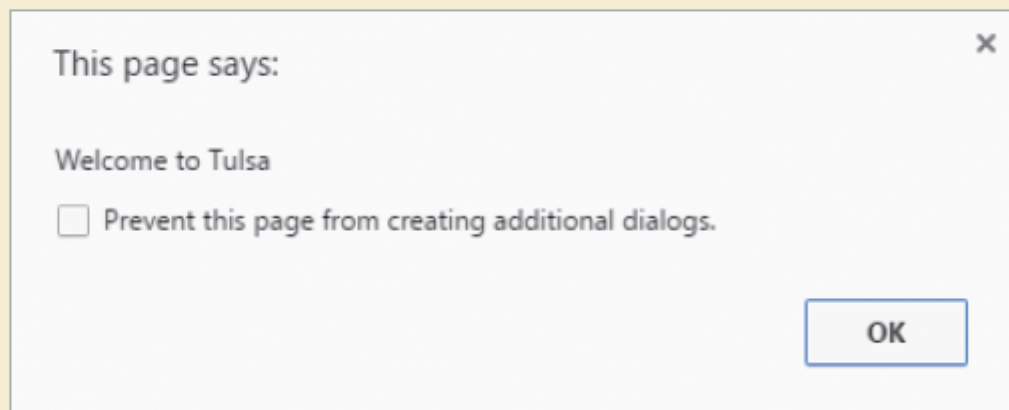 This page says:
Welcome to Tulsa
Prevent this page from creating additional dialogs.
OK